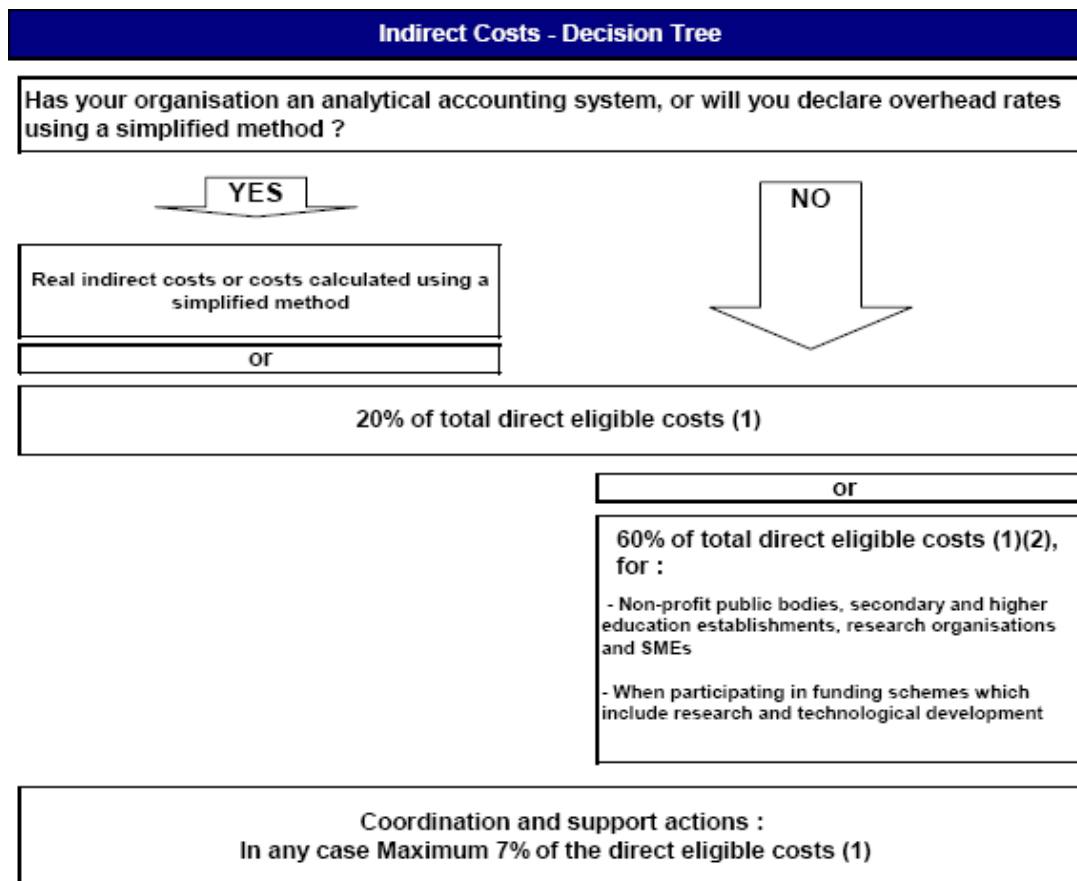 Indirect Costs - Decision Tree
Has your organisation an analytical accounting system, or will you declare overhead rates
using a simplified method ?
YES
NO
Real indirect costs or costs calculated using a
simplified method
or
20% of total direct eligible costs (1)
or
60% of total direct eligible costs (1)(2),
for :
- Non-profit public bodies, secondary and higher
education establishments, research organisations
and SMEs
- When participating in funding schemes which
include research and technological development
Coordination and support actions :
In any case Maximum 7% of the direct eligible costs (1)